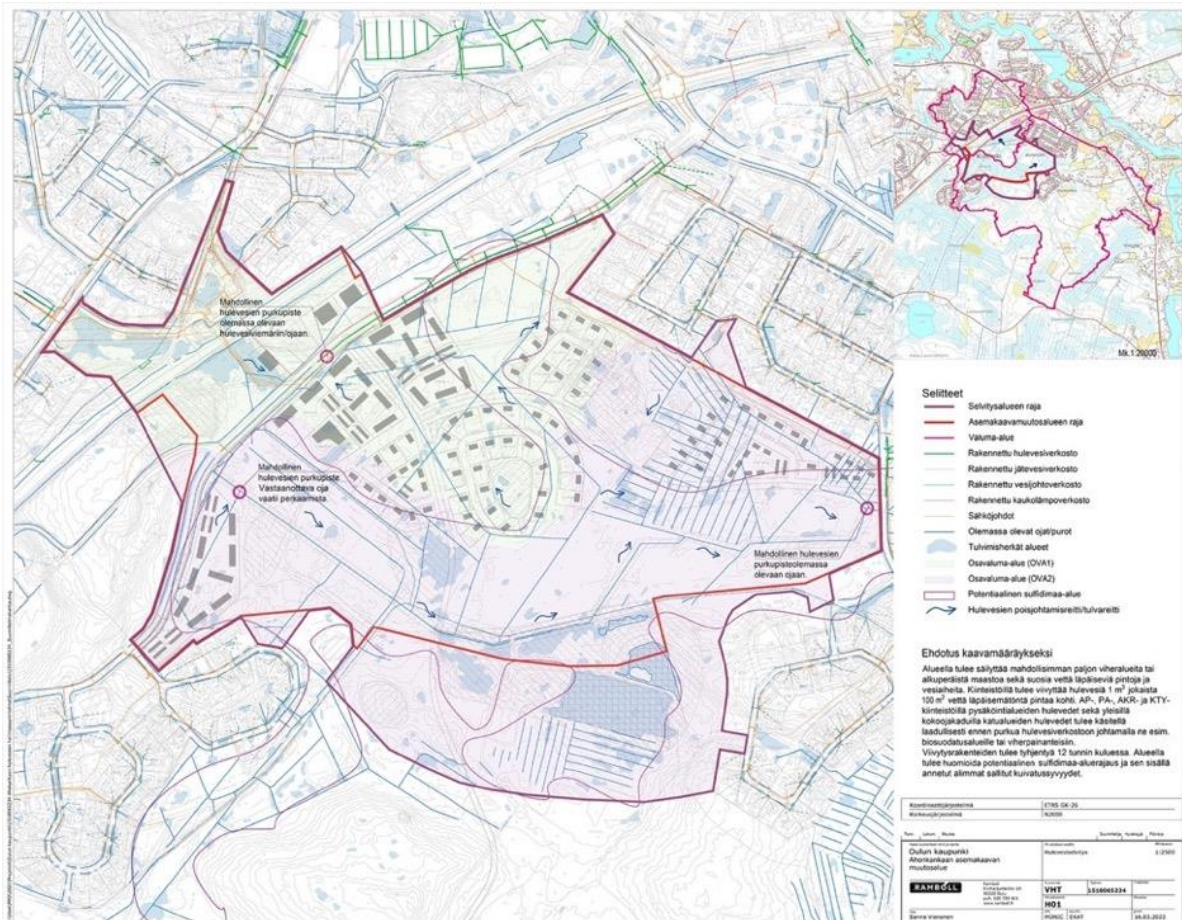 Mahdollinen
hulevesien purkupiste
olemassa olevaan
hulevesiviemäriin/ojaan.
Mahdollinen
hulevesien purkupiste
Vastaanottava oja
vaatii perkaamista.
Mahdollinen hulevesien
purkupisteolemassa
olevaan ojaan.
Mk.1:20000
Selitteet
Selvitysalueen raja
Asemakaavamuutosalueen raja
Valuma-alue
Rakennettu hulevesiverkosto
Rakennettu jätevesiverkosto
Rakennettu vesijohtoverkosto
Rakennettu kaukolämpoverkosto
Sähköjohdot
Olemassa olevat ojat/purot
Tulvimisherkät alueet
Osavaluma-alue (OVA1)
Osavaluma-alue (OVA2)
Potentiaalinen sulfidimaa-alue
Hulevesien poisjohtamisreitti/tulvareitti
Ehdotus kaavamääräykseksi
Alueella tulee säilyttää mahdollisimman paljon viheralueita tai
alkuperäistä maastoa sekä suosia vettä läpäiseviä pintoja ja
vesiaiheita. Kiinteistöillä tulee viivyttää hulevesiä 1 m³ jokaista
100 m² vettä läpäisemätöntä pintaa kohti. AP-, PA-, AKR- ja KTY-
kiinteistöillä pysäköintialueiden hulevedet sekä yleisillä
kokoojakaduilla katualueiden hulevedet tulee käsitellä
laadullisesti ennen purkua hulevesiverkostoon johtamalla ne esim.
biosuodatusalueille tai viherpainanteisiin.
Viivytysrakenteiden tulee tyhjentyä 12 tunnin kuluessa. Alueella
tulee huomioida potentiaalinen sulfidimaa-aluerajaus ja sen sisällä
annetut alimmat sallitut kuivatussyvyydet.
Koordinaattijärjestelmä ETRS GK-26
Korkeusjärjestelmä N2000
Oulun kaupunki
Ahonkankaan asemakaavan
muutosalue
Hulevesiselvitys
1:2500
RAMBOLL
VHT
1510065224
H01
Sanna Vienonen
16.03.2022